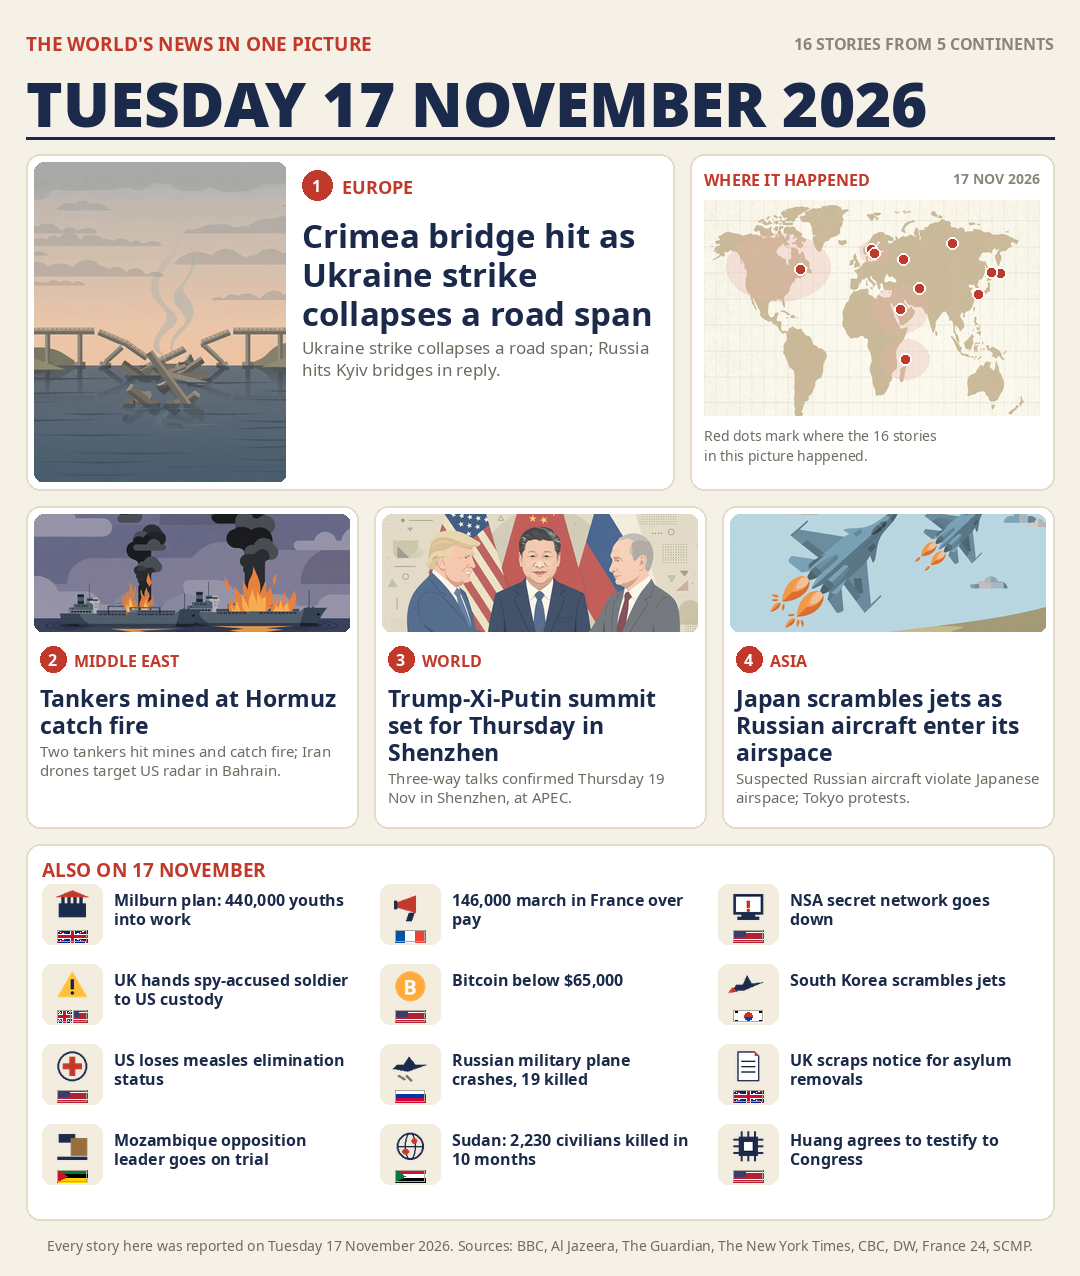 THE WORLD'S NEWS IN ONE PICTURE
16 STORIES FROM 5 CONTINENTS
TUESDAY 17 NOVEMBER 2026
1 EUROPE
Crimea bridge hit as
Ukraine strike
collapses a road span
Ukraine strike collapses a road span; Russia
hits Kyiv bridges in reply.
WHERE IT HAPPENED
17 NOV 2026
Red dots mark where the 16 stories
in this picture happened.
2 MIDDLE EAST
Tankers mined at Hormuz
catch fire
Two tankers hit mines and catch fire; Iran
drones target US radar in Bahrain.
3 WORLD
Trump-Xi-Putin summit
set for Thursday in
Shenzhen
Three-way talks confirmed Thursday 19
Nov in Shenzhen, at APEC.
4 ASIA
Japan scrambles jets as
Russian aircraft enter its
airspace
Suspected Russian aircraft violate Japanese
airspace; Tokyo protests.
ALSO ON 17 NOVEMBER
Milburn plan: 440,000 youths
into work
146,000 march in France over
pay
NSA secret network goes
down
UK hands spy-accused soldier
to US custody
B
Bitcoin below $65,000
South Korea scrambles jets
US loses measles elimination
status
Russian military plane
crashes, 19 killed
UK scraps notice for asylum
removals
Mozambique opposition
leader goes on trial
Sudan: 2,230 civilians killed in
10 months
Huang agrees to testify to
Congress
Every story here was reported on Tuesday 17 November 2026. Sources: BBC, Al Jazeera, The Guardian, The New York Times, CBC, DW, France 24, SCMP.